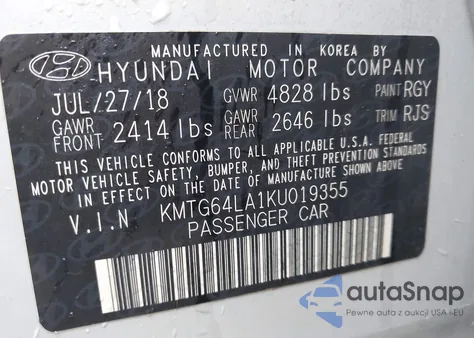 MANUFACTURED IN KOREA BY
HYUNDAI MOTOR COMPANY
JUL/27/18 GVWR 4828 lbs PAINT RGY
GAWR FRONT 2414 lbs GAWR REAR 2646 lbs TRIM RJS
THIS VEHICLE CONFORMS TO ALL APPLICABLE U.S.A. FEDERAL
MOTOR VEHICLE SAFETY, BUMPER, AND THEFT PREVENTION STANDARDS
IN EFFECT ON THE DATE OF MANUFACTURE SHOWN ABOVE.
V.I.N KMTG64LA1KU019355
PASSENGER CAR
autoSnap
Pewne auta z aukcji USA i EU